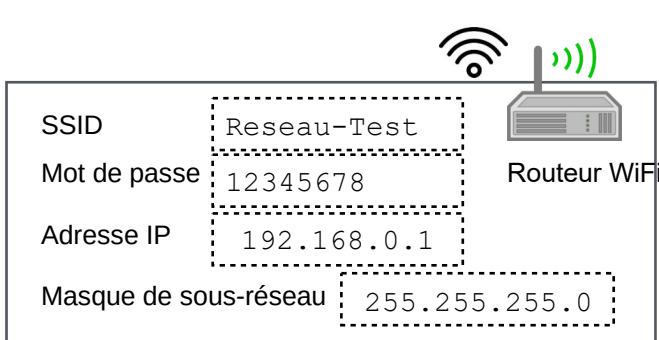 SSID Reseau-Test
Mot de passe 12345678 Routeur WiFi
Adresse IP 192.168.0.1
Masque de sous-réseau 255.255.255.0